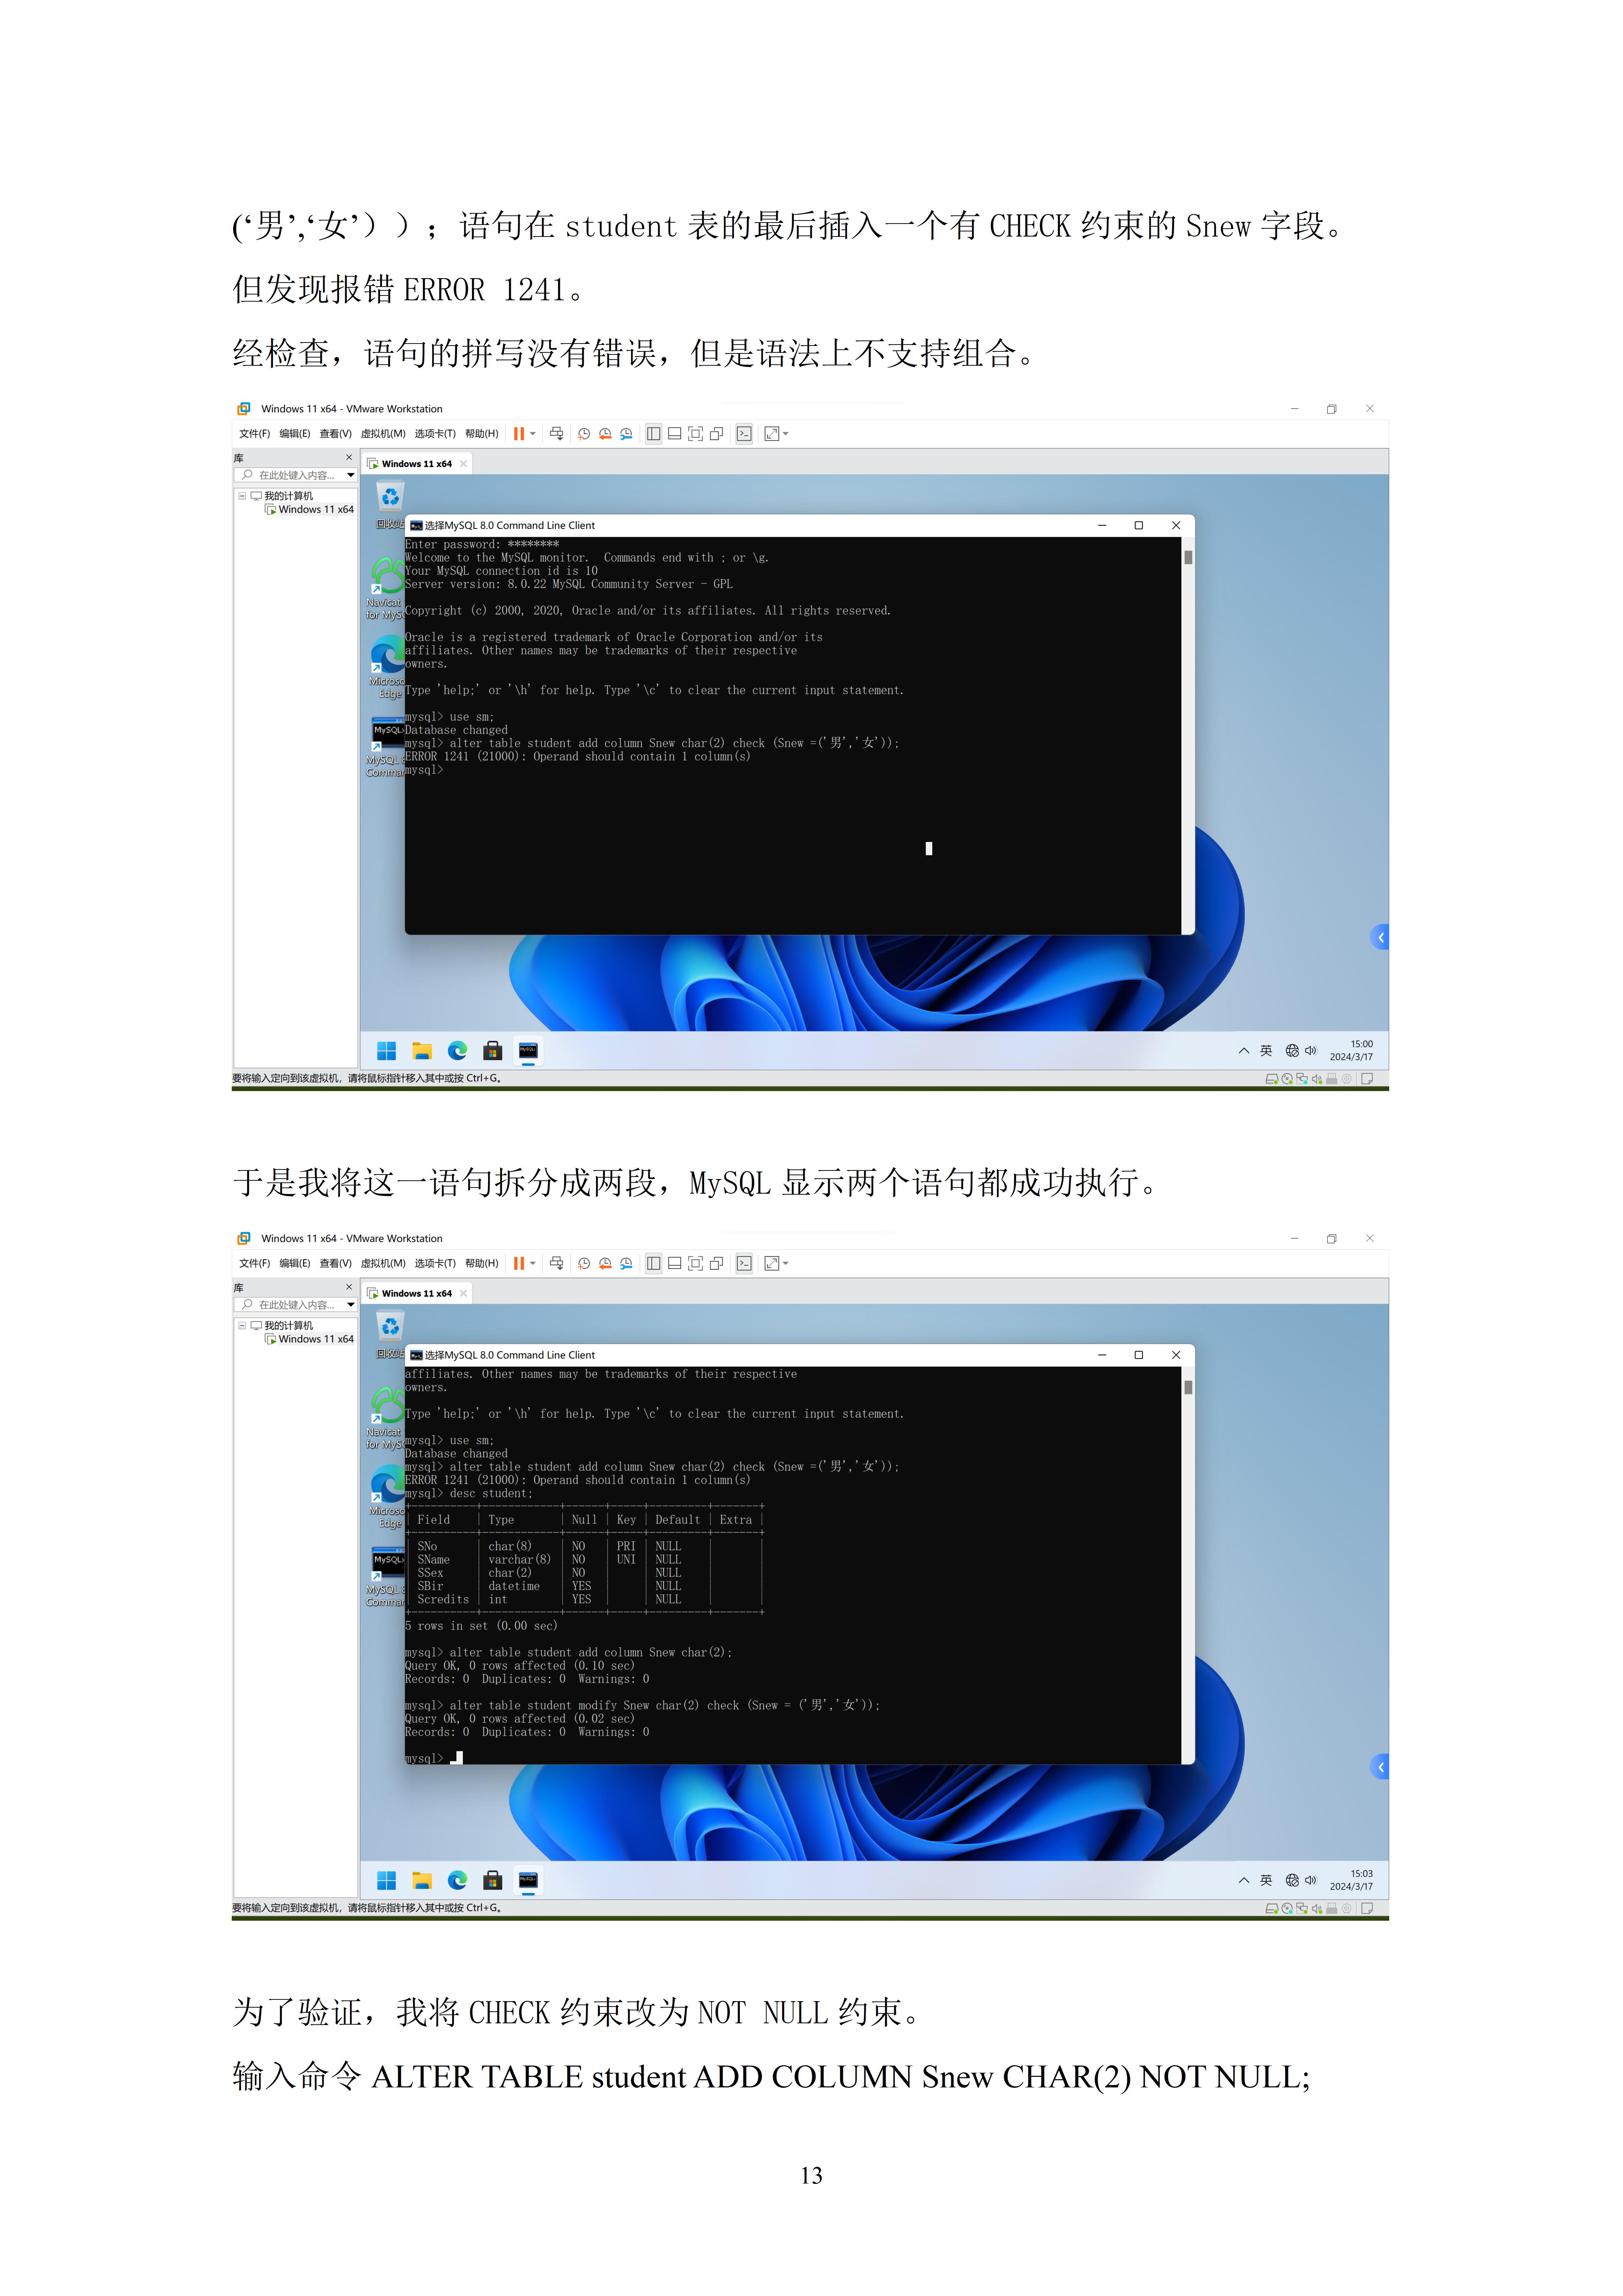 (‘男’,‘女’））；语句在 student 表的最后插入一个有 CHECK 约束的 Snew 字段。
但发现报错 ERROR 1241。
经检查，语句的拼写没有错误，但是语法上不支持组合。
Windows 11 x64 - VMware Workstation
文件(F) 编辑(E) 查看(V) 虚拟机(M) 选项卡(T) 帮助(H)
库
Windows 11 x64
在此处键入内容...
我的计算机
Windows 11 x64
回收站
选择MySQL 8.0 Command Line Client
Enter password: ********
Welcome to the MySQL monitor.  Commands end with ; or \g.
Your MySQL connection id is 10
Server version: 8.0.22 MySQL Community Server - GPL
Navicat
for MySQ
Copyright (c) 2000, 2020, Oracle and/or its affiliates. All rights reserved.
Oracle is a registered trademark of Oracle Corporation and/or its
affiliates. Other names may be trademarks of their respective
owners.
Microso
Edge
Type 'help;' or '\h' for help. Type '\c' to clear the current input statement.
mysql> use sm;
Database changed
mysql> alter table student add column Snew char(2) check (Snew =('男','女'));
ERROR 1241 (21000): Operand should contain 1 column(s)
mysql>
MySQL 8
Comman
英
15:00
2024/3/17
要将输入定向到该虚拟机，请将鼠标指针移入其中或按 Ctrl+G。
于是我将这一语句拆分成两段，MySQL 显示两个语句都成功执行。
Windows 11 x64 - VMware Workstation
文件(F) 编辑(E) 查看(V) 虚拟机(M) 选项卡(T) 帮助(H)
库
Windows 11 x64
在此处键入内容...
我的计算机
Windows 11 x64
回收站
选择MySQL 8.0 Command Line Client
affiliates. Other names may be trademarks of their respective
owners.
Type 'help;' or '\h' for help. Type '\c' to clear the current input statement.
Navicat
for MySQ
mysql> use sm;
Database changed
mysql> alter table student add column Snew char(2) check (Snew =('男','女'));
ERROR 1241 (21000): Operand should contain 1 column(s)
mysql> desc student;
Microso
Edge
+----------+------------+------+-----+---------+-------+
| Field    | Type       | Null | Key | Default | Extra |
+----------+------------+------+-----+---------+-------+
| SNo      | char(8)    | NO   | PRI | NULL    |       |
| SName    | varchar(8) | NO   | UNI | NULL    |       |
| SSex     | char(2)    | NO   |     | NULL    |       |
| SBir     | datetime   | YES  |     | NULL    |       |
| Scredits | int        | YES  |     | NULL    |       |
+----------+------------+------+-----+---------+-------+
5 rows in set (0.00 sec)
MySQL 8
Comman
mysql> alter table student add column Snew char(2);
Query OK, 0 rows affected (0.10 sec)
Records: 0  Duplicates: 0  Warnings: 0
mysql> alter table student modify Snew char(2) check (Snew = ('男','女'));
Query OK, 0 rows affected (0.02 sec)
Records: 0  Duplicates: 0  Warnings: 0
mysql>
英
15:03
2024/3/17
要将输入定向到该虚拟机，请将鼠标指针移入其中或按 Ctrl+G。
为了验证，我将 CHECK 约束改为 NOT NULL 约束。
输入命令 ALTER TABLE student ADD COLUMN Snew CHAR(2) NOT NULL;
13